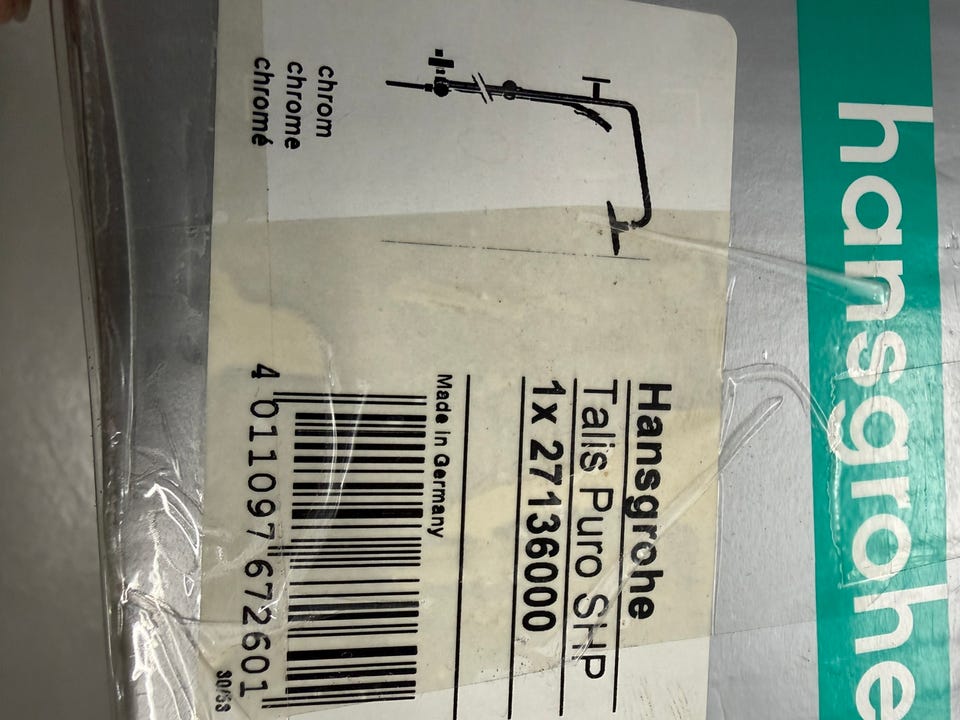 hansgrohe
Hansgrohe
Talis Puro SHP
1x 27136000
Made in Germany
4 011097 672601
chrom
chrome
chromé